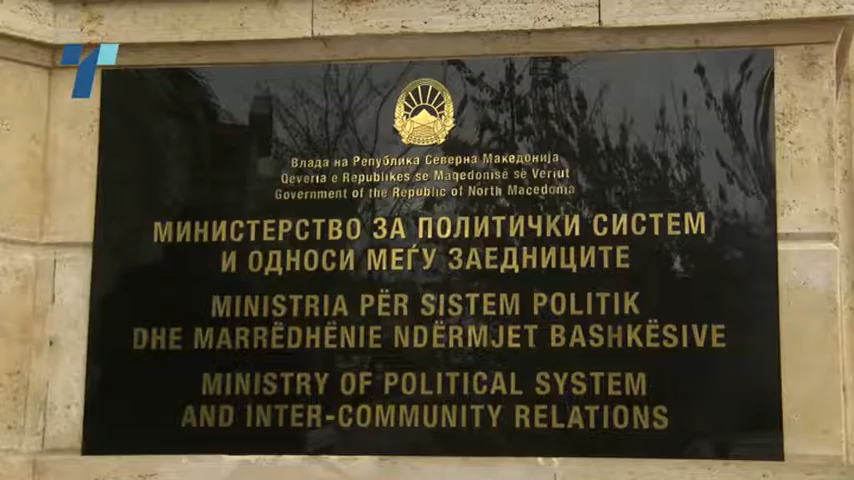 Влада на Република Северна Македонија
Qeveria e Republikës se Maqedonisë së Veriut
Government of the Republic of North Macedonia
МИНИСТЕРСТВО ЗА ПОЛИТИЧКИ СИСТЕМ
И ОДНОСИ МЕЃУ ЗАЕДНИЦИТЕ
MINISTRIA PËR SISTEM POLITIK
DHE MARRËDHËNIE NDËRMJET BASHKËSIVE
MINISTRY OF POLITICAL SYSTEM
AND INTER-COMMUNITY RELATIONS